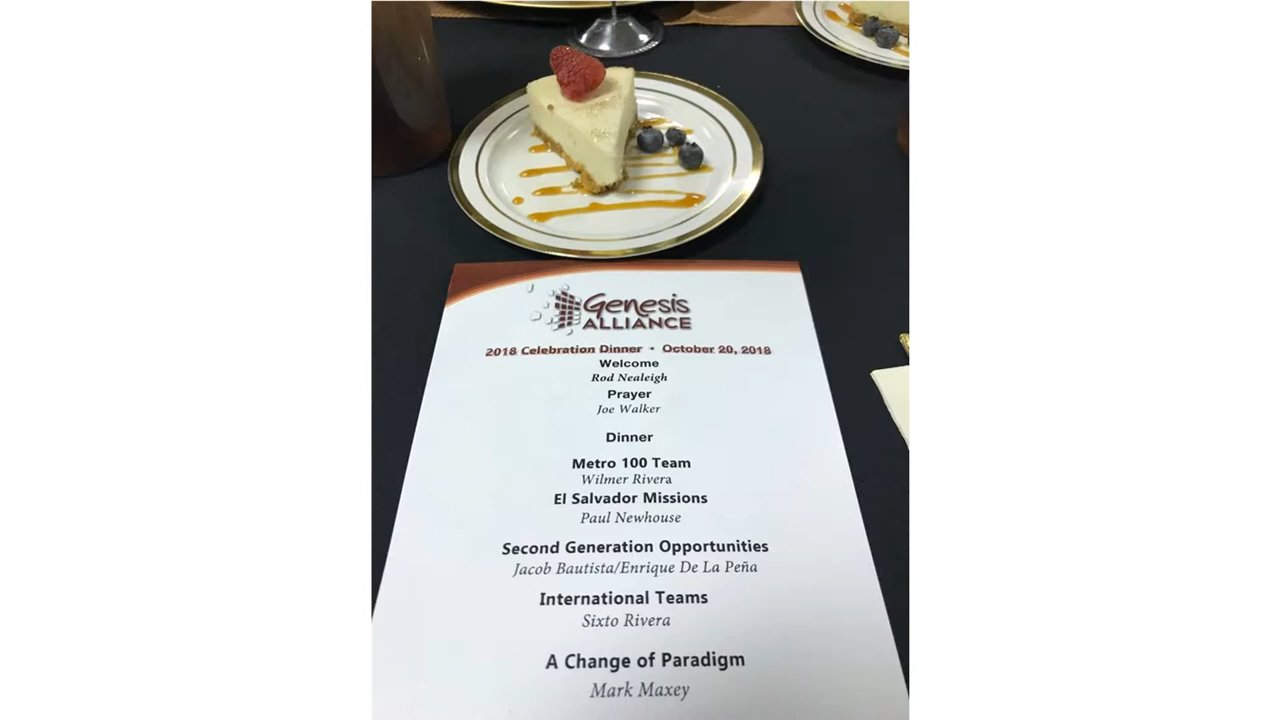 Genesis
ALLIANCE
2018 Celebration Dinner • October 20, 2018
Welcome
Rod Nealeigh
Prayer
Joe Walker
Dinner
Metro 100 Team
Wilmer Rivera
El Salvador Missions
Paul Newhouse
Second Generation Opportunities
Jacob Bautista/Enrique De La Peña
International Teams
Sixto Rivera
A Change of Paradigm
Mark Maxey